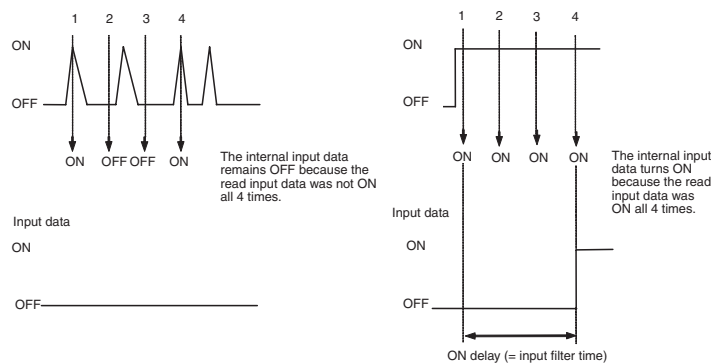 1 2 3 4
ON
OFF
ON OFF OFF ON
The internal input data
remains OFF because the
read input data was not ON
all 4 times.
Input data
ON
OFF
1 2 3 4
ON
OFF
ON ON ON ON
The internal input
data turns ON
because the read
input data was
ON all 4 times.
Input data
ON
OFF
ON delay (= input filter time)